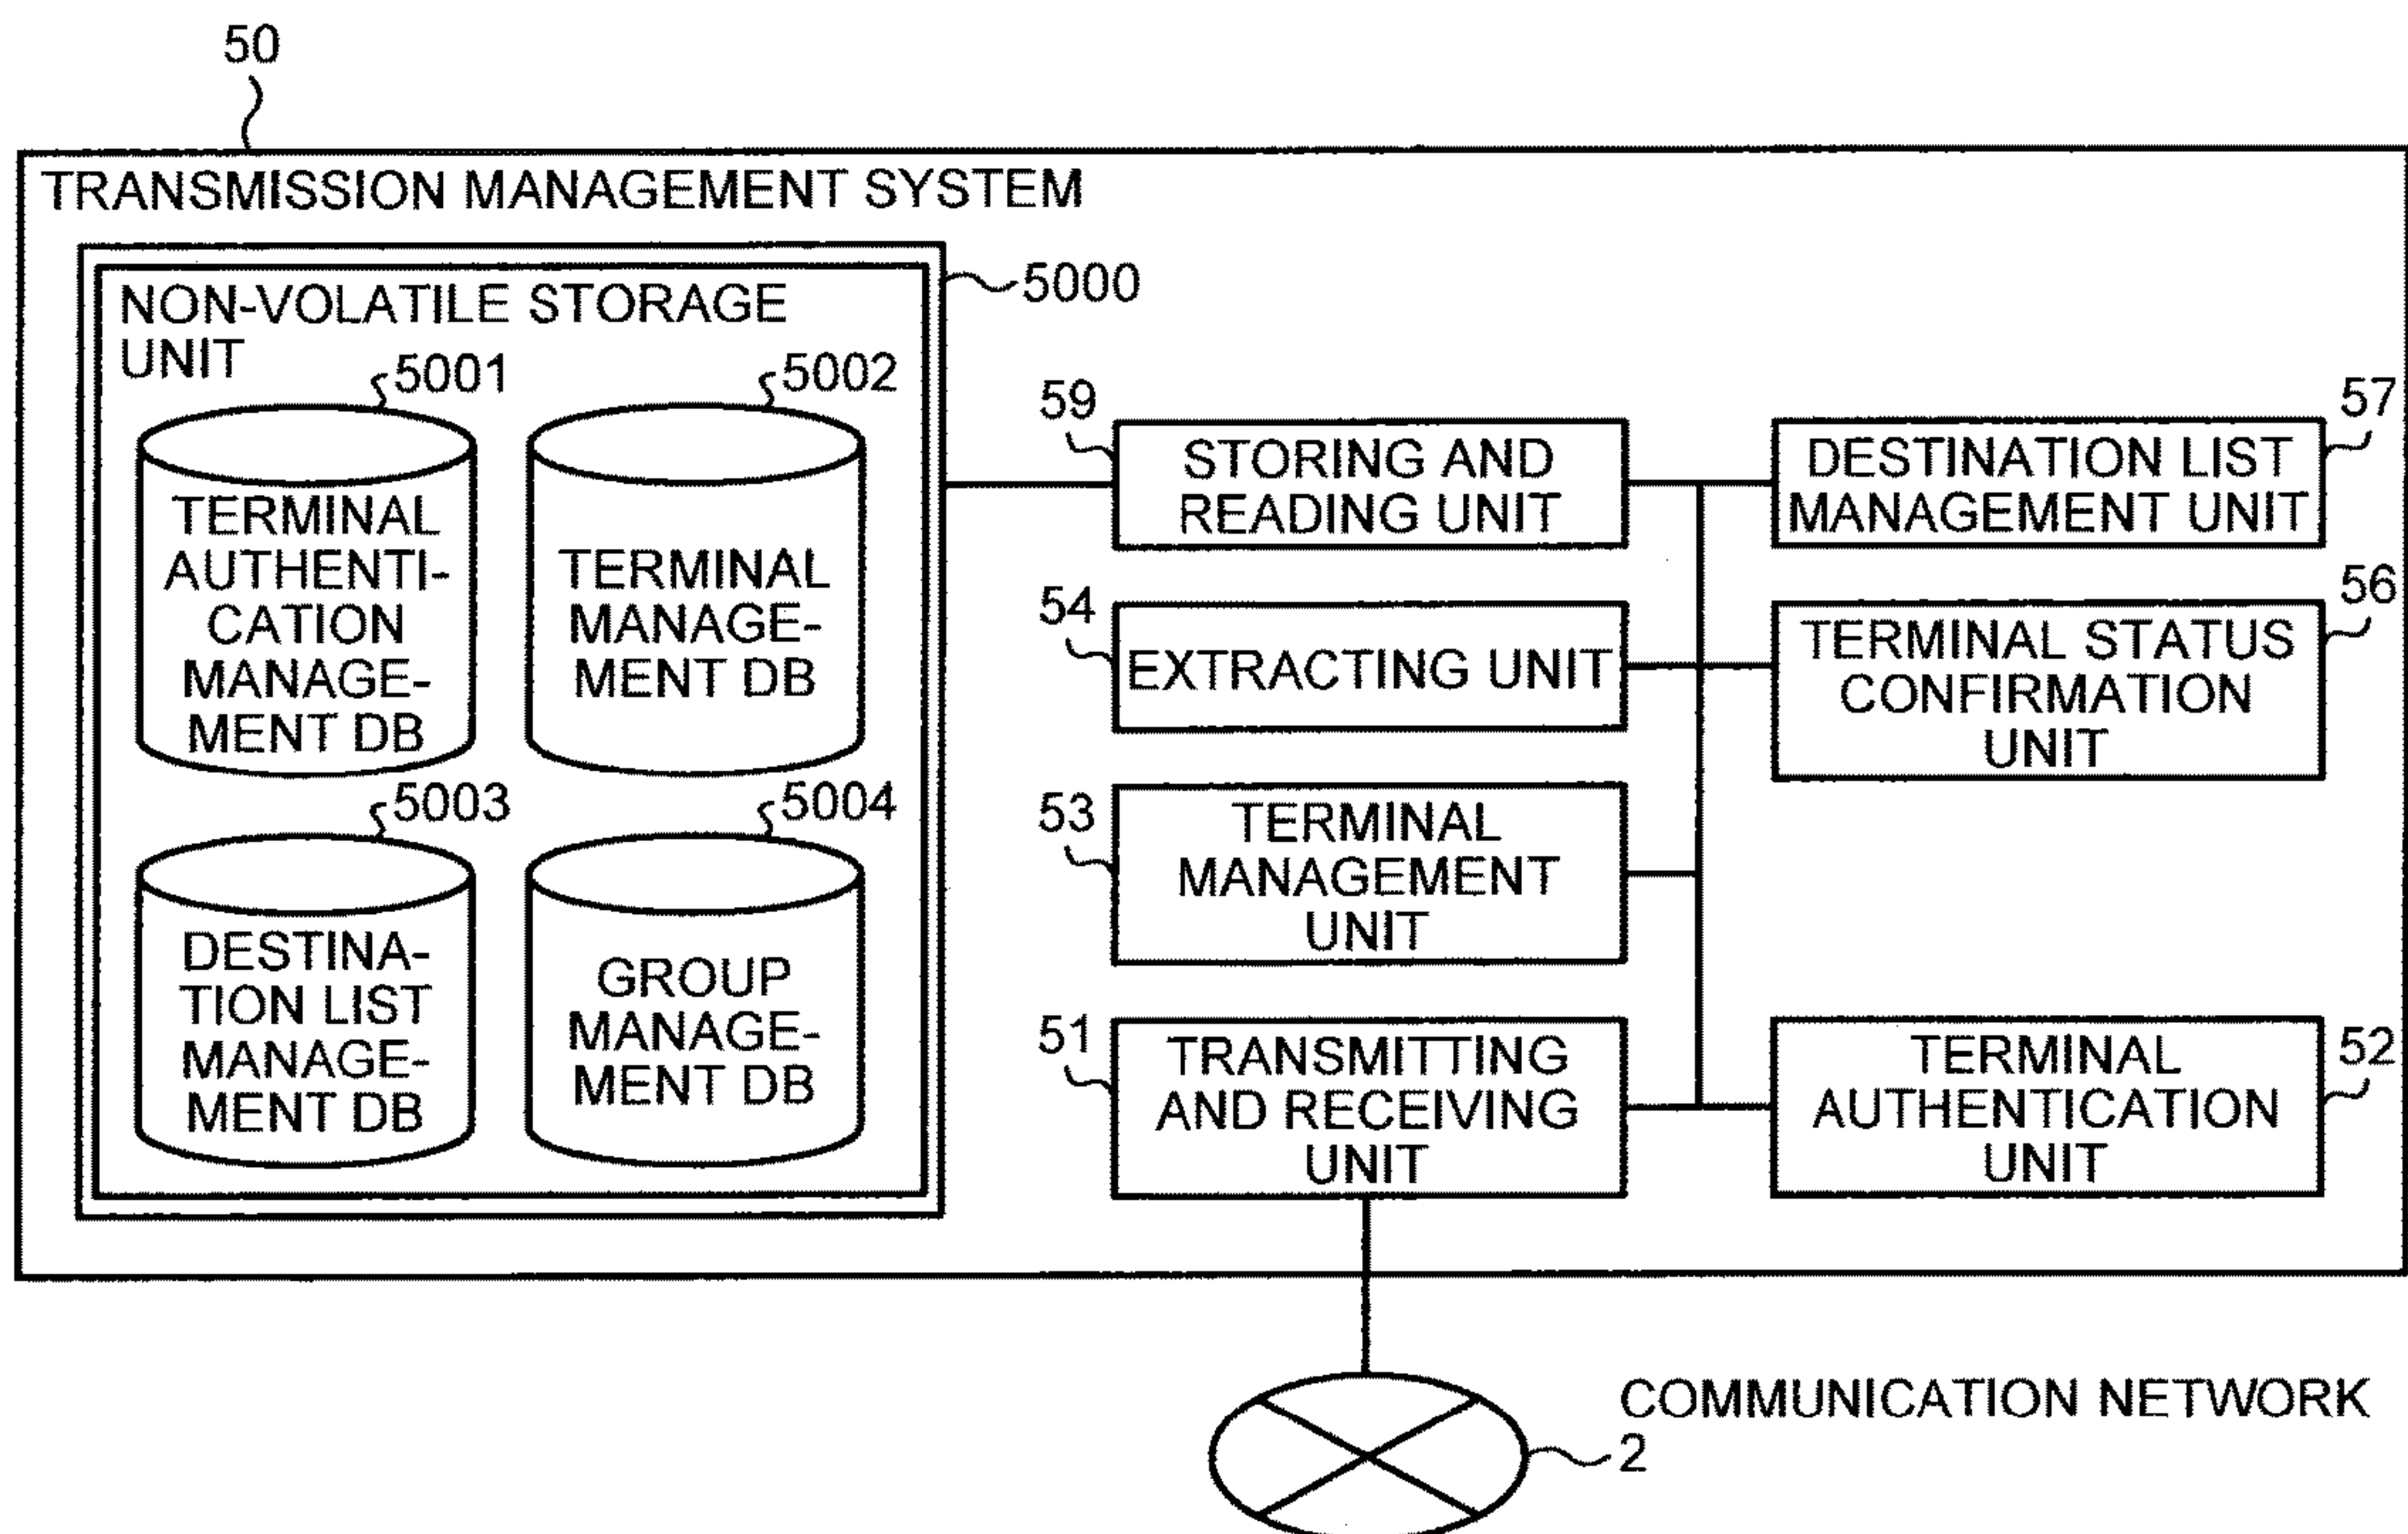 50
TRANSMISSION MANAGEMENT SYSTEM
5000
NON-VOLATILE STORAGE
UNIT
5001
TERMINAL
AUTHENTI-
CATION
MANAGE-
MENT DB
5002
TERMINAL
MANAGE-
MENT DB
5003
DESTINA-
TION LIST
MANAGE-
MENT DB
5004
GROUP
MANAGE-
MENT DB
59
STORING AND
READING UNIT
57
DESTINATION LIST
MANAGEMENT UNIT
54
EXTRACTING UNIT
56
TERMINAL STATUS
CONFIRMATION
UNIT
53
TERMINAL
MANAGEMENT
UNIT
51
TRANSMITTING
AND RECEIVING
UNIT
52
TERMINAL
AUTHENTICATION
UNIT
COMMUNICATION NETWORK
2